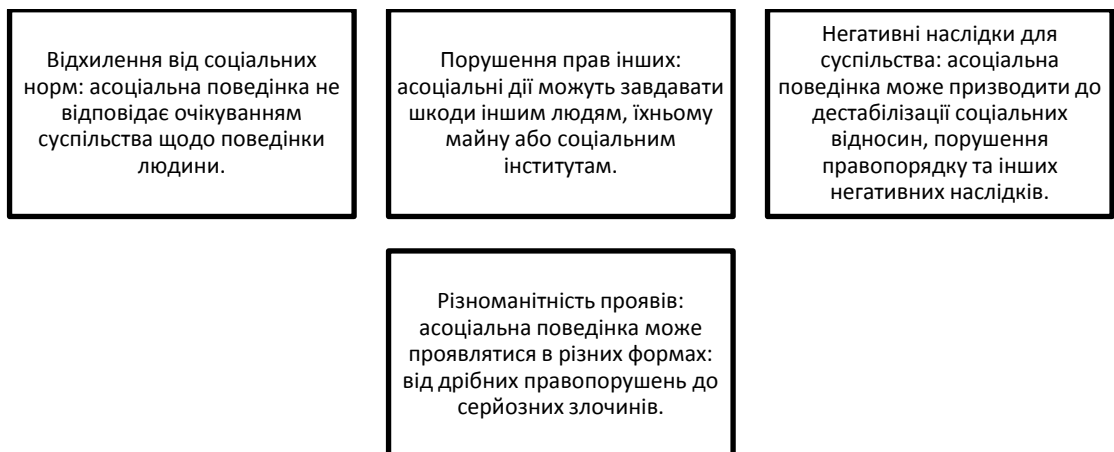 Відхилення від соціальних
норм: асоціальна поведінка не
відповідає очікуванням
суспільства щодо поведінки
людини.
Порушення прав інших:
асоціальні дії можуть завдавати
шкоди іншим людям, їхньому
майну або соціальним
інститутам.
Негативні наслідки для
суспільства: асоціальна
поведінка може призводити до
дестабілізації соціальних
відносин, порушення
правопорядку та інших
негативних наслідків.
Різноманітність проявів:
асоціальна поведінка може
проявлятися в різних формах:
від дрібних правопорушень до
серйозних злочинів.